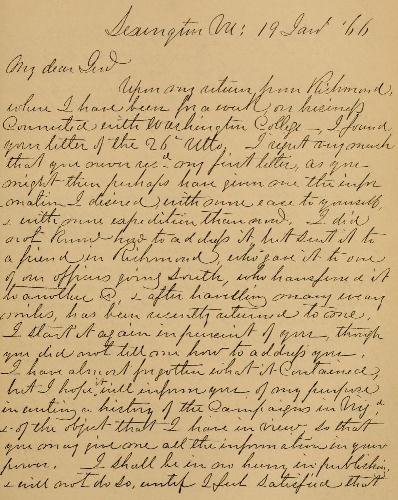 Lexington Va: 19 Jany '66
My dear Genl
Upon my return from Richmond,
where I have been for a week on business
connected with Washington College, I found
your letter of the 26th Ulto. I regret very much
that you never recd. my first letter, as you
might then perhaps have given me the infor
mation I desired, with more ease to yourself,
& with more expedition than now. I did
not know how to address it, but sent it to
a friend in Richmond, who gave it to one
of our officers going South, who transferred it
to another &c, & after travelling many weary
miles, has been recently returned to me.
I start it again in pursuit of you, though
you did not tell me how to address you.
I have almost forgotten what it contained,
but I hope it will inform you of my purpose
in writing a history of the Campaigns in Virga
& of the object that I have in view, so that
you may give me all the information in your
power. I shall be in no hurry in publishing,
& will not do so, until I feel satisfied that